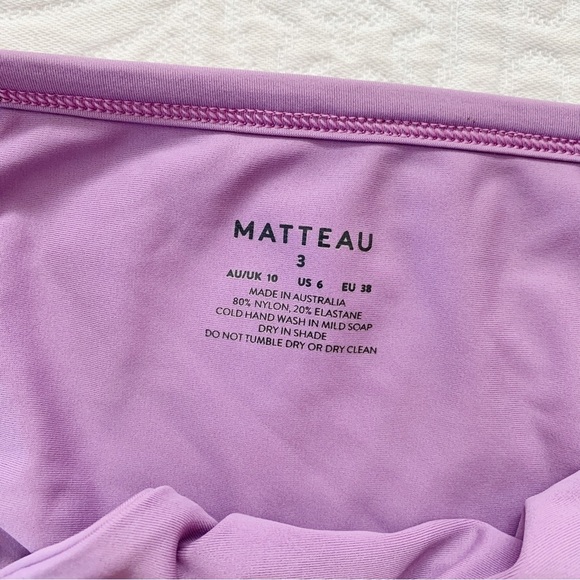 MATTEAU
3
AU/UK 10 US 6 EU 38
MADE IN AUSTRALIA
80% NYLON, 20% ELASTANE
COLD HAND WASH IN MILD SOAP
DRY IN SHADE
DO NOT TUMBLE DRY OR DRY CLEAN